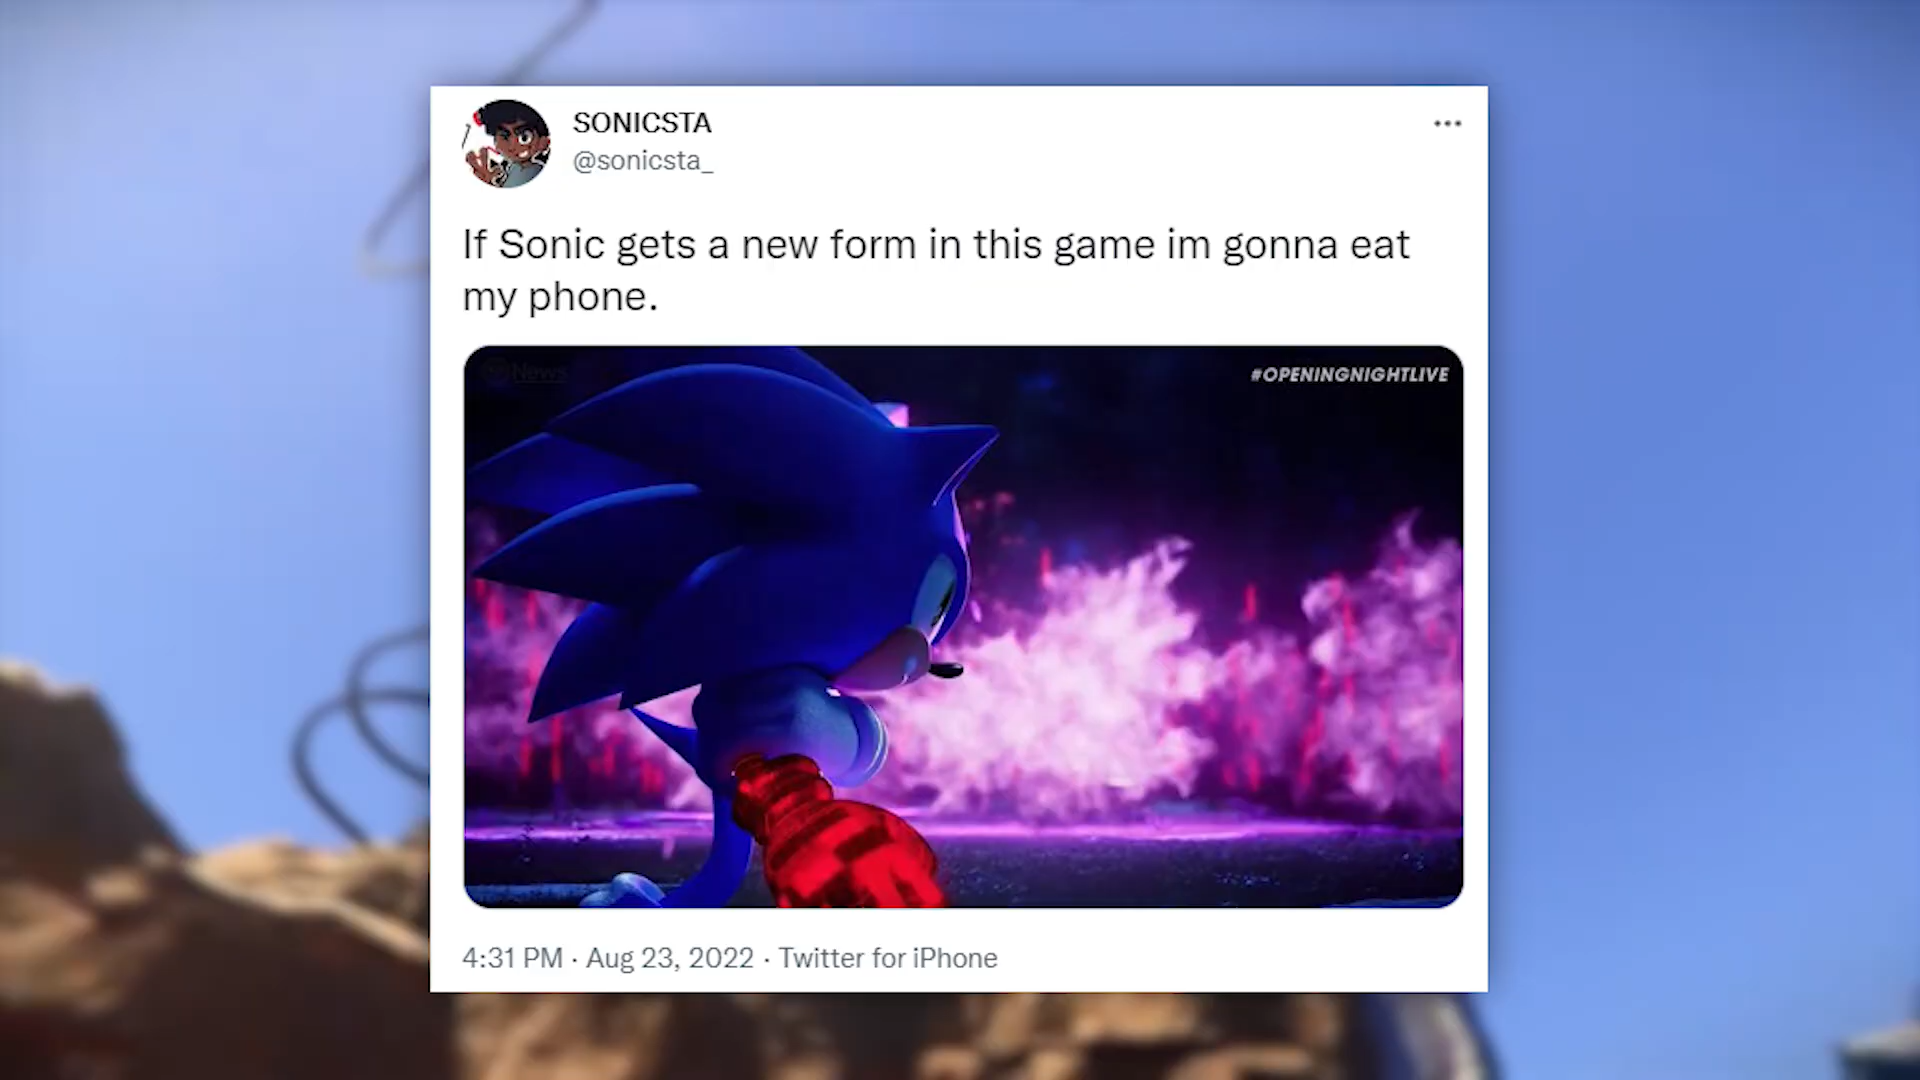 SONICSTA
@sonicsta_
If Sonic gets a new form in this game im gonna eat
my phone.
News
#OPENINGNIGHTLIVE
4:31 PM · Aug 23, 2022 · Twitter for iPhone